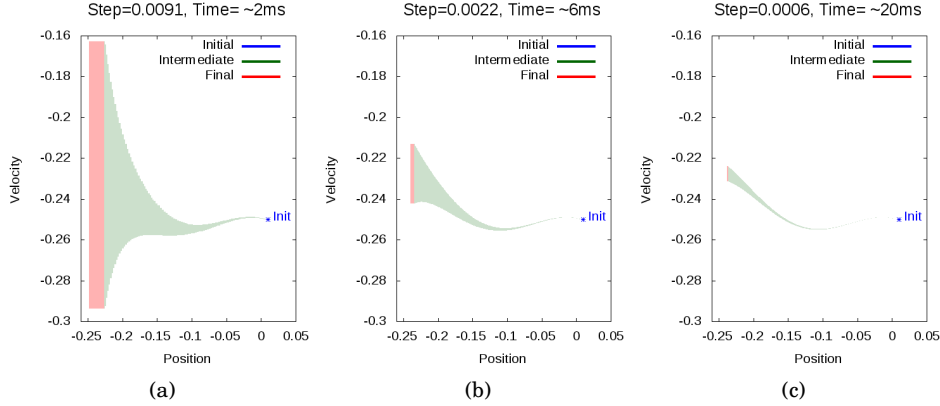 Step=0.0091, Time= ~2ms
-0.16
-0.18
-0.2
-0.22
-0.24
-0.26
-0.28
-0.3
Velocity
Initial
Intermediate
Final
Init
-0.25 -0.2 -0.15 -0.1 -0.05 0 0.05
Position
(a)
Step=0.0022, Time= ~6ms
-0.16
-0.18
-0.2
-0.22
-0.24
-0.26
-0.28
-0.3
Velocity
Initial
Intermediate
Final
Init
-0.25 -0.2 -0.15 -0.1 -0.05 0 0.05
Position
(b)
Step=0.0006, Time= ~20ms
-0.16
-0.18
-0.2
-0.22
-0.24
-0.26
-0.28
-0.3
Velocity
Initial
Intermediate
Final
Init
-0.25 -0.2 -0.15 -0.1 -0.05 0 0.05
Position
(c)